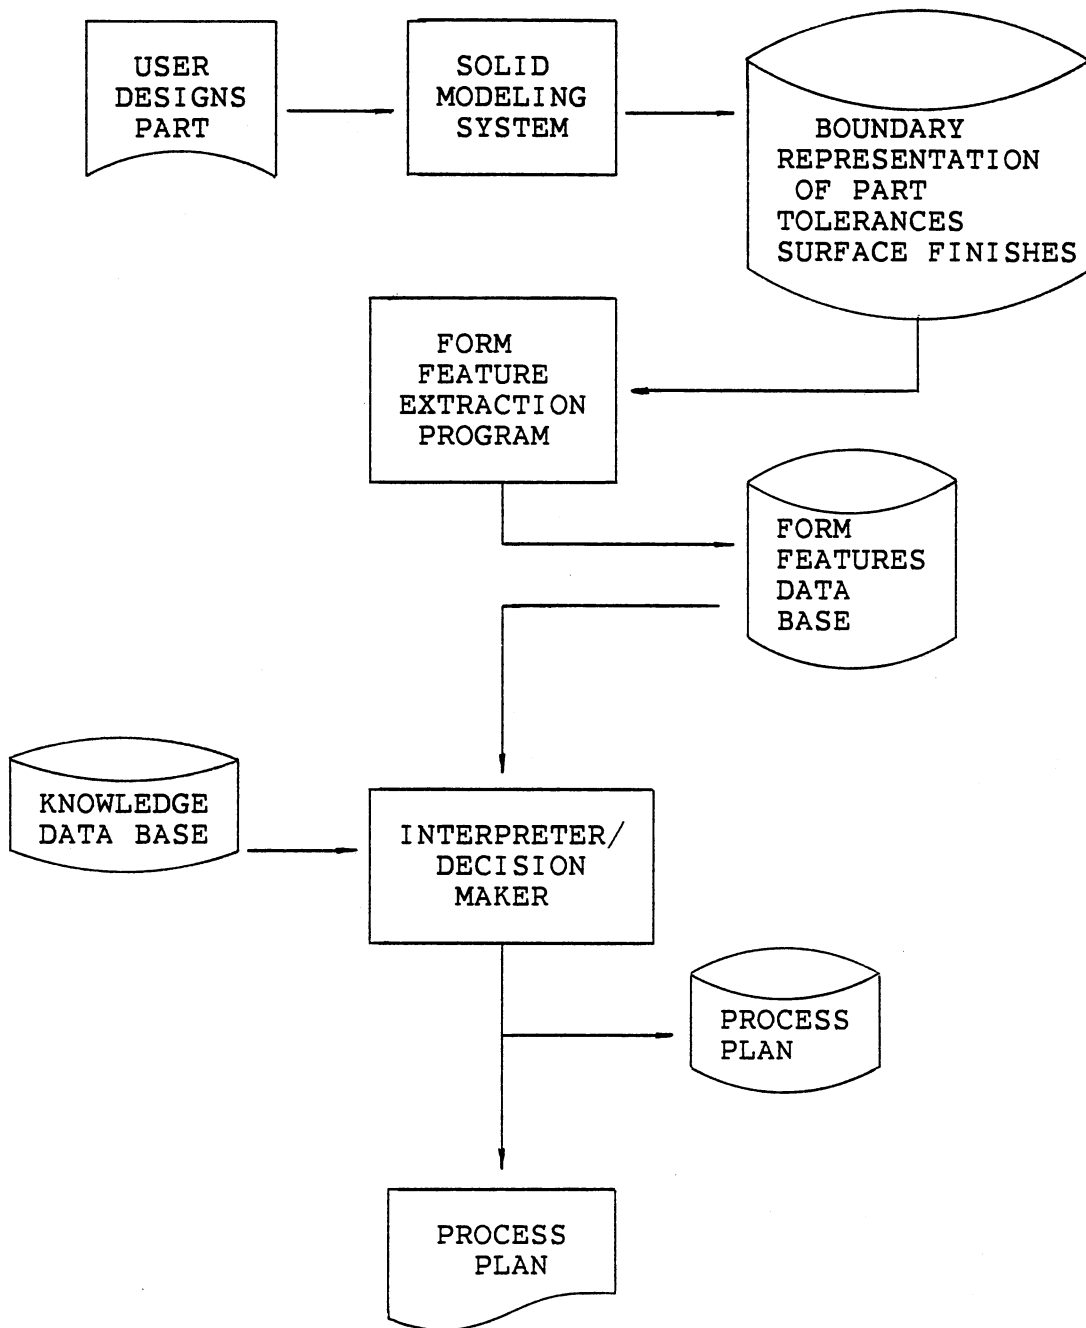 USER
DESIGNS
PART
SOLID
MODELING
SYSTEM
BOUNDARY
REPRESENTATION
OF PART
TOLERANCES
SURFACE FINISHES
FORM
FEATURE
EXTRACTION
PROGRAM
FORM
FEATURES
DATA
BASE
KNOWLEDGE
DATA BASE
INTERPRETER/
DECISION
MAKER
PROCESS
PLAN
PROCESS
PLAN